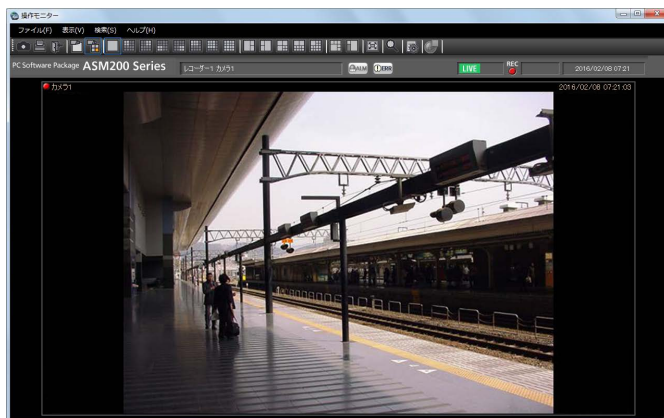 操作モニター
ファイル(F) 表示(V) 検索(S) ヘルプ(H)
PC Software Package ASM200 Series レコーダー1 カメラ1 ALM ERR LIVE REC 2016/02/08 07:21
カメラ1 2016/02/08 07:21:03